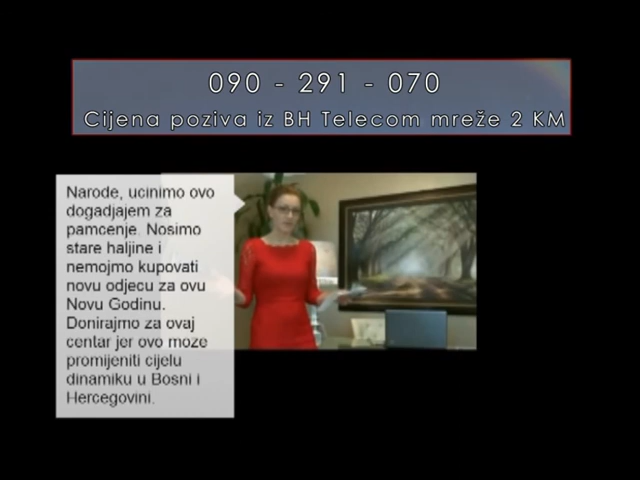 090 - 291 - 070
Cijena poziva iz BH Telecom mreže 2 KM
Narode, ucinimo ovo
dogadjajem za
pamcenje. Nosimo
stare haljine i
nemojmo kupovati
novu odjecu za ovu
Novu Godinu.
Donirajmo za ovaj
centar jer ovo moze
promijeniti cijelu
dinamiku u Bosni i
Hercegovini.